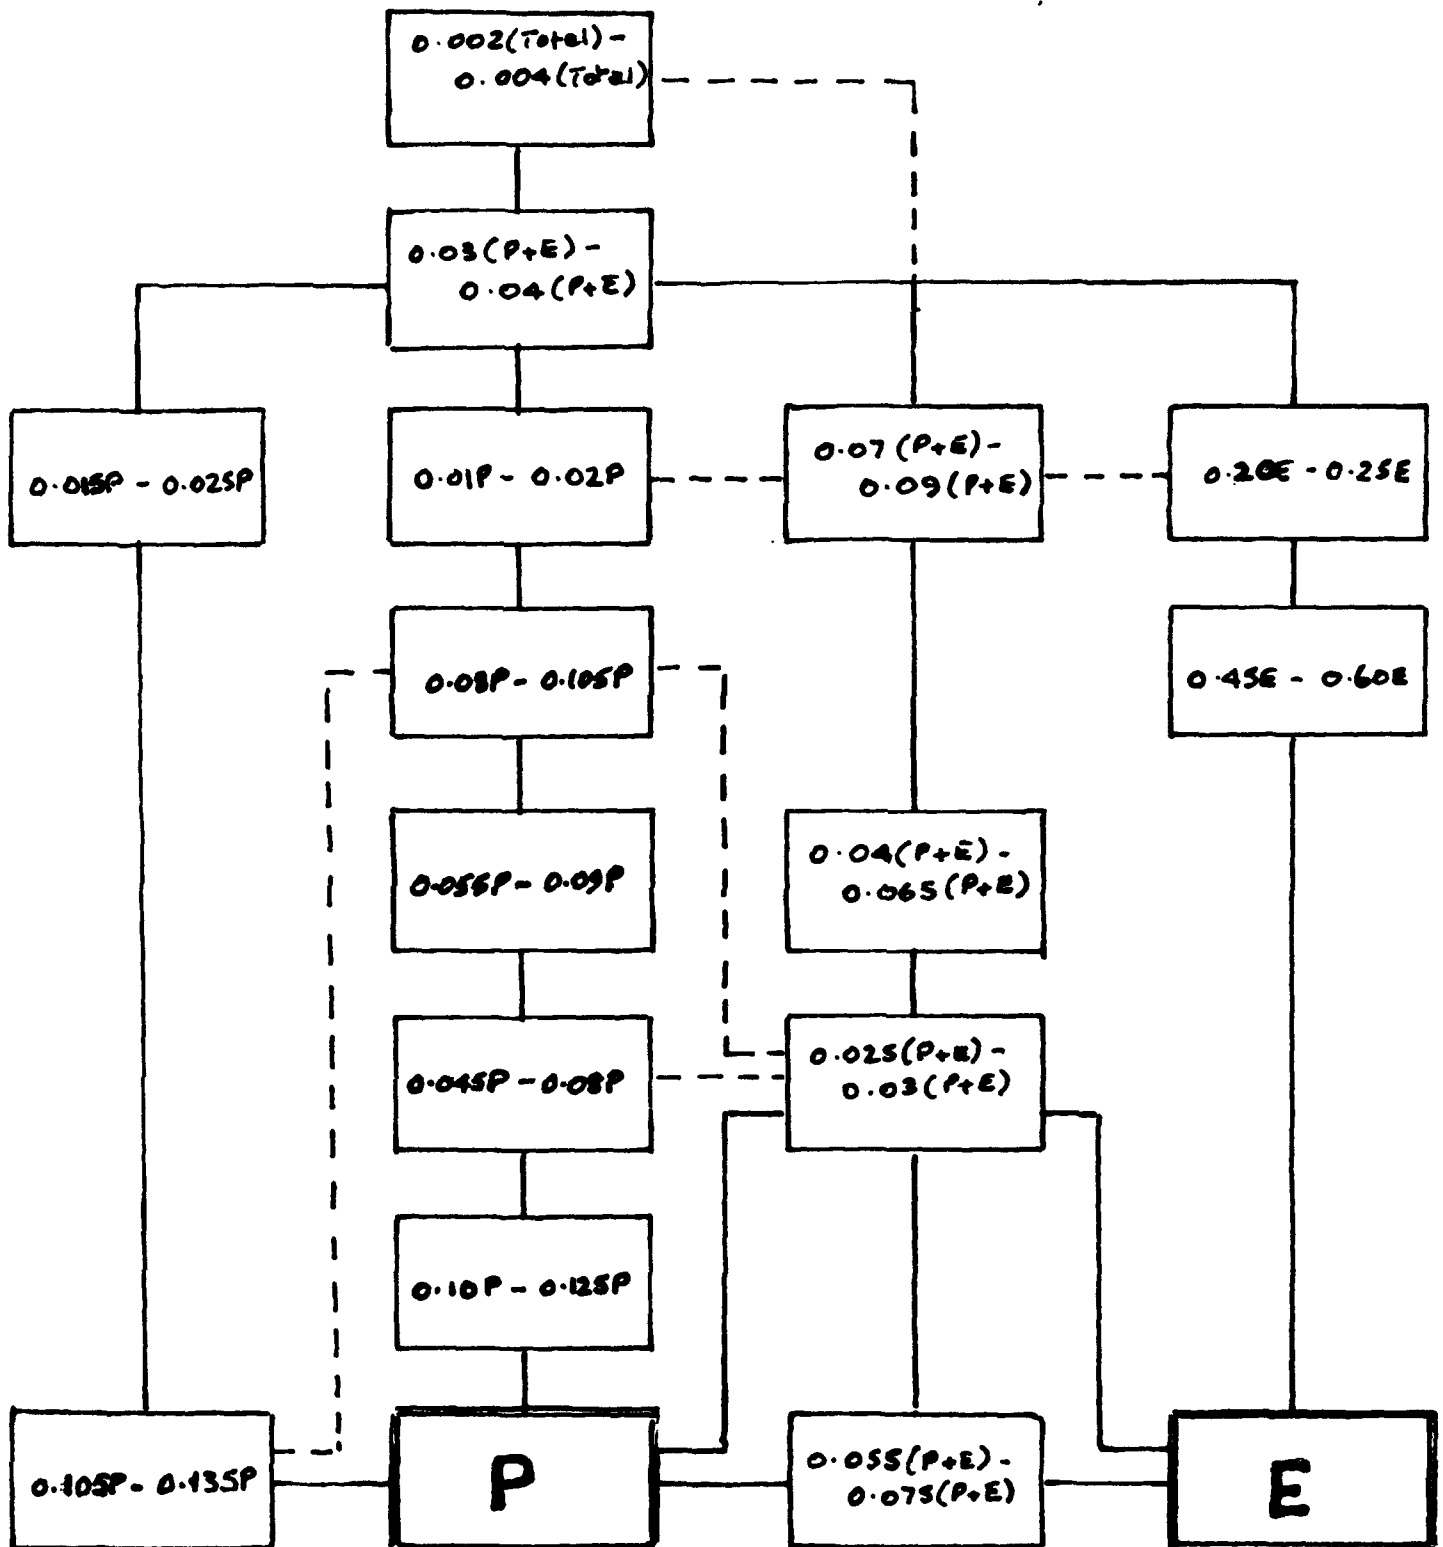 0.002(Total) -
0.004(Total)
0.03(P+E) -
0.04(P+E)
0.015P - 0.025P
0.01P - 0.02P
0.07(P+E) -
0.09(P+E)
0.20E - 0.25E
0.08P - 0.105P
0.45E - 0.60E
0.055P - 0.09P
0.04(P+E) -
0.065(P+E)
0.045P - 0.08P
0.025(P+E) -
0.03(P+E)
0.10P - 0.125P
0.105P - 0.135P
P
0.055(P+E) -
0.075(P+E)
E